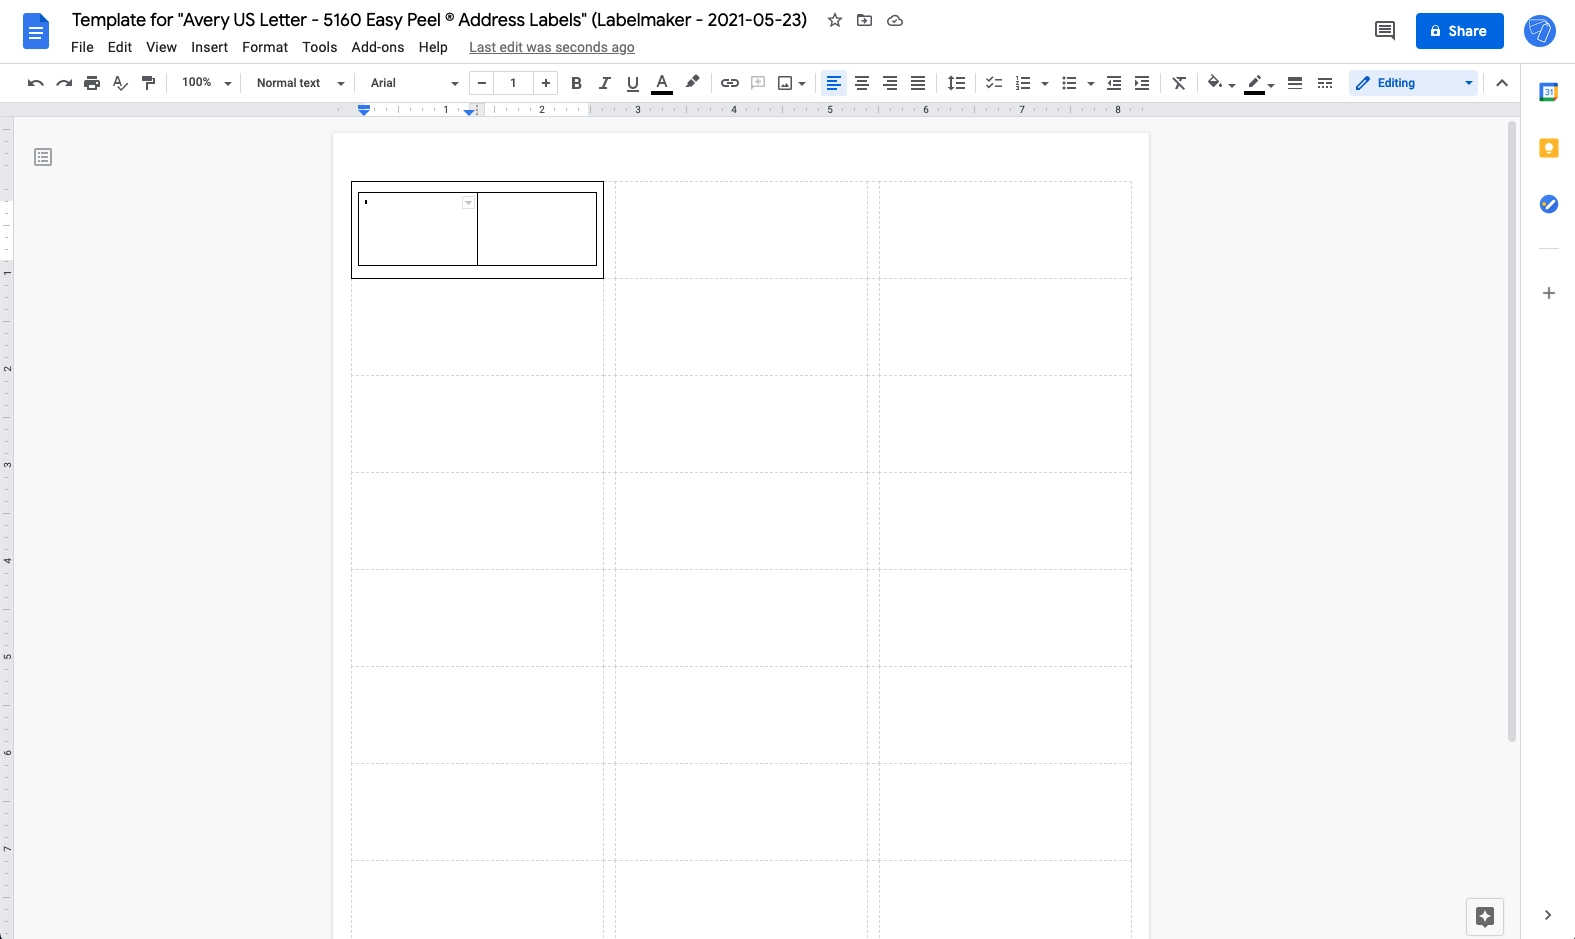 Template for "Avery US Letter - 5160 Easy Peel ® Address Labels" (Labelmaker - 2021-05-23)
File Edit View Insert Format Tools Add-ons Help Last edit was seconds ago
Share
100% Normal text Arial − 1 + B I U A Editing
1 2 3 4 5 6 7 8
31
1
2
3
4
5
6
7